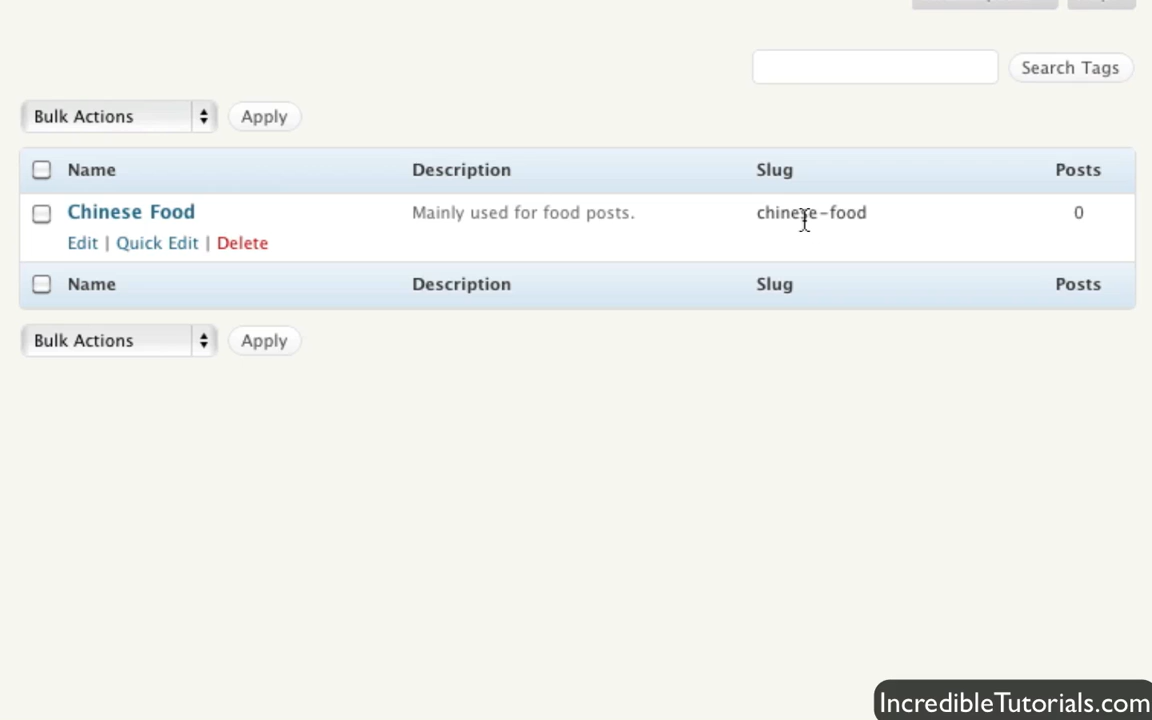 Search Tags
Bulk Actions Apply
Name Description Slug Posts
Chinese Food Mainly used for food posts. chinese-food 0
Edit | Quick Edit | Delete
Name Description Slug Posts
Bulk Actions Apply
IncredibleTutorials.com